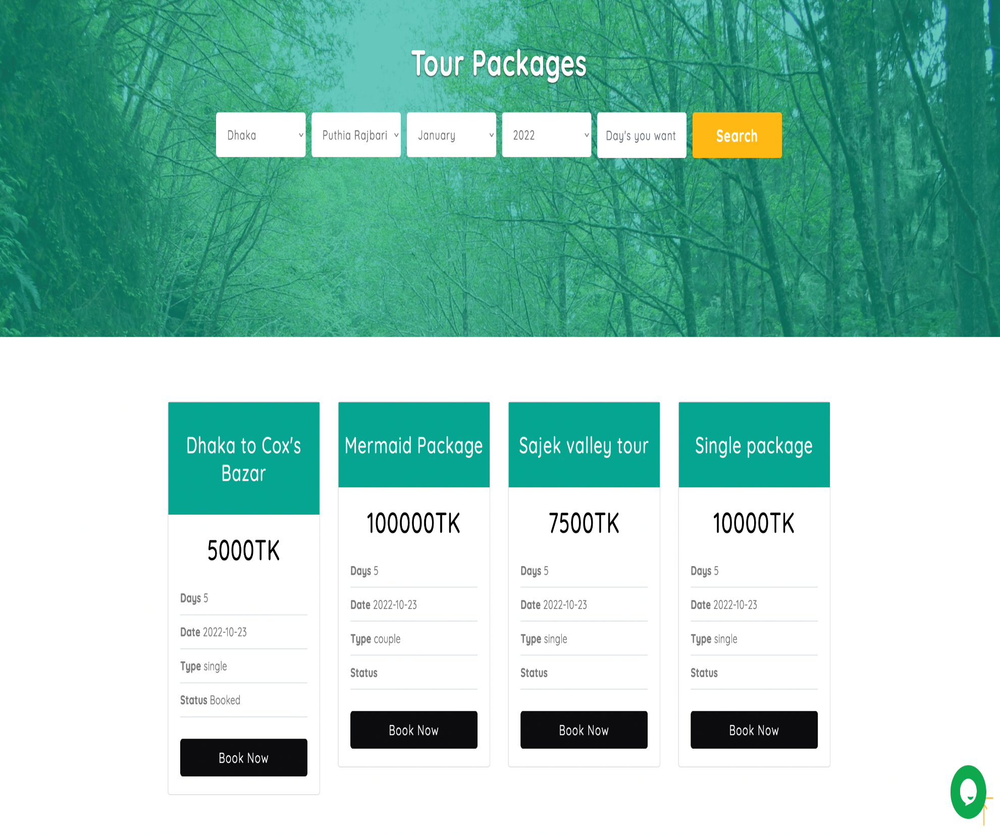 Tour Packages
Dhaka
Puthia Rajbari
January
2022
Day's you want
Search
Dhaka to Cox's
Bazar
5000TK
Days 5
Date 2022-10-23
Type single
Status Booked
Book Now
Mermaid Package
100000TK
Days 5
Date 2022-10-23
Type couple
Status
Book Now
Sajek valley tour
7500TK
Days 5
Date 2022-10-23
Type single
Status
Book Now
Single package
10000TK
Days 5
Date 2022-10-23
Type single
Status
Book Now